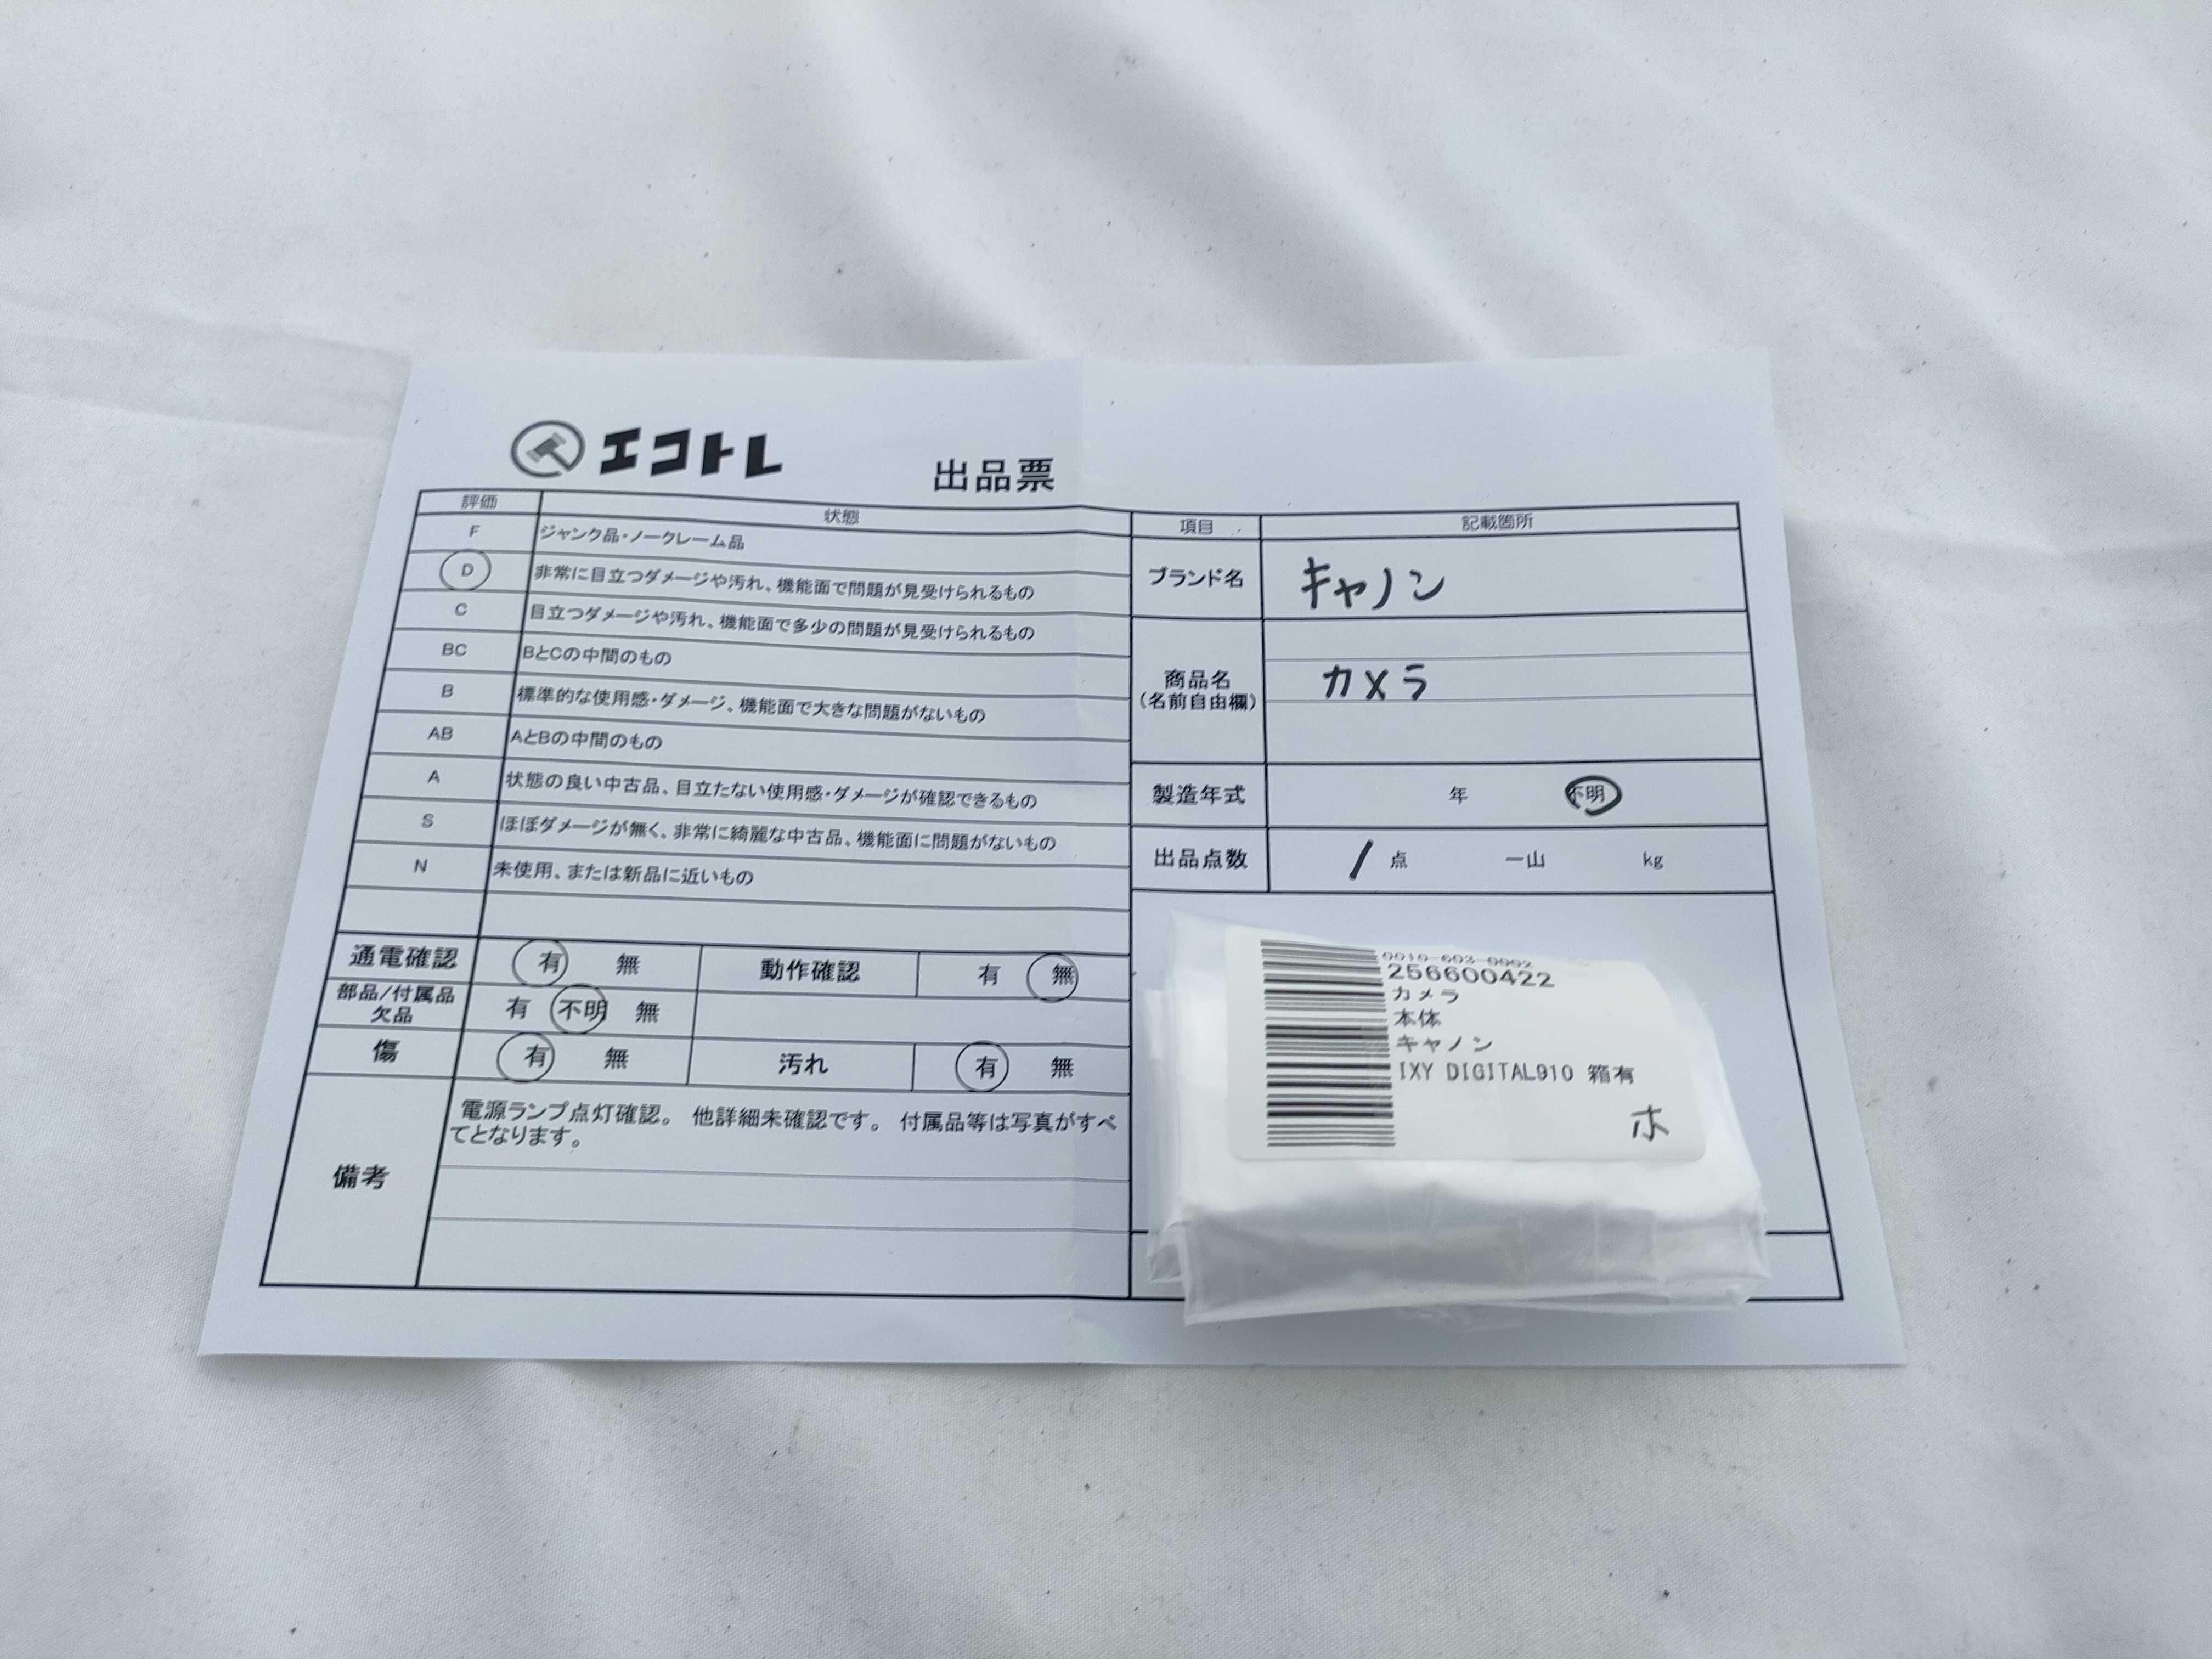 エコトレ
出品票
評価 状態
F ジャンク品・ノークレーム品
D 非常に目立つダメージや汚れ、機能面で問題が見受けられるもの
C 目立つダメージや汚れ、機能面で多少の問題が見受けられるもの
BC BとCの中間のもの
B 標準的な使用感・ダメージ、機能面で大きな問題がないもの
AB AとBの中間のもの
A 状態の良い中古品、目立たない使用感・ダメージが確認できるもの
S ほぼダメージが無く、非常に綺麗な中古品、機能面に問題がないもの
N 未使用、または新品に近いもの
通電確認 有 無 動作確認 有 無
部品/付属品
欠品
有 不明 無
傷 有 無 汚れ 有 無
備考
電源ランプ点灯確認。 他詳細未確認です。 付属品等は写真がすべ
てとなります。
項目 記載箇所
ブランド名 キャノン
商品名
(名前自由欄)
カメラ
製造年式 年 不明
出品点数 1 点 一山 kg
256600422
カメラ
本体
キャノン
IXY DIGITAL910 箱有
ホ